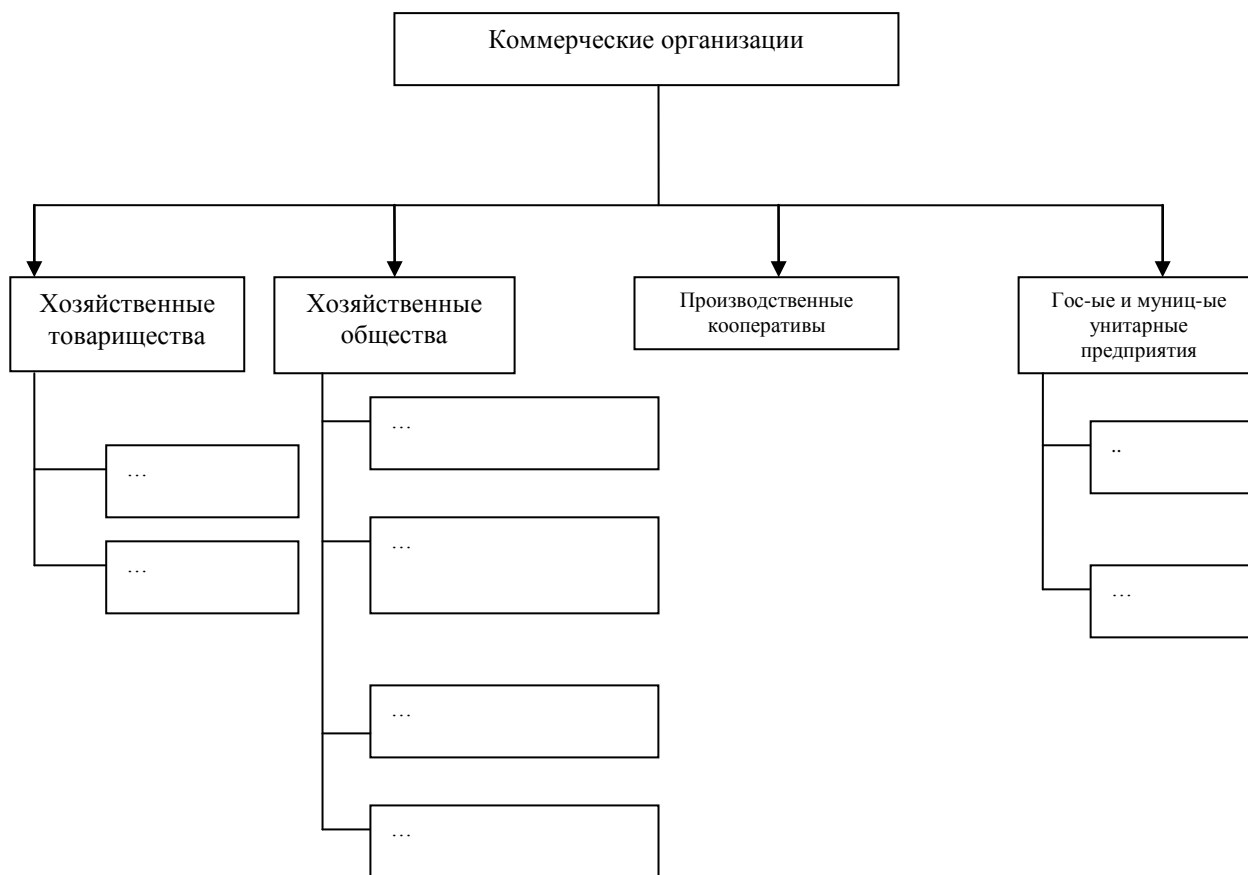 Коммерческие организации
Хозяйственные
товарищества
Хозяйственные
общества
Производственные
кооперативы
Гос-ые и муниц-ые
унитарные
предприятия
…
…
…
…
…
…
..
…